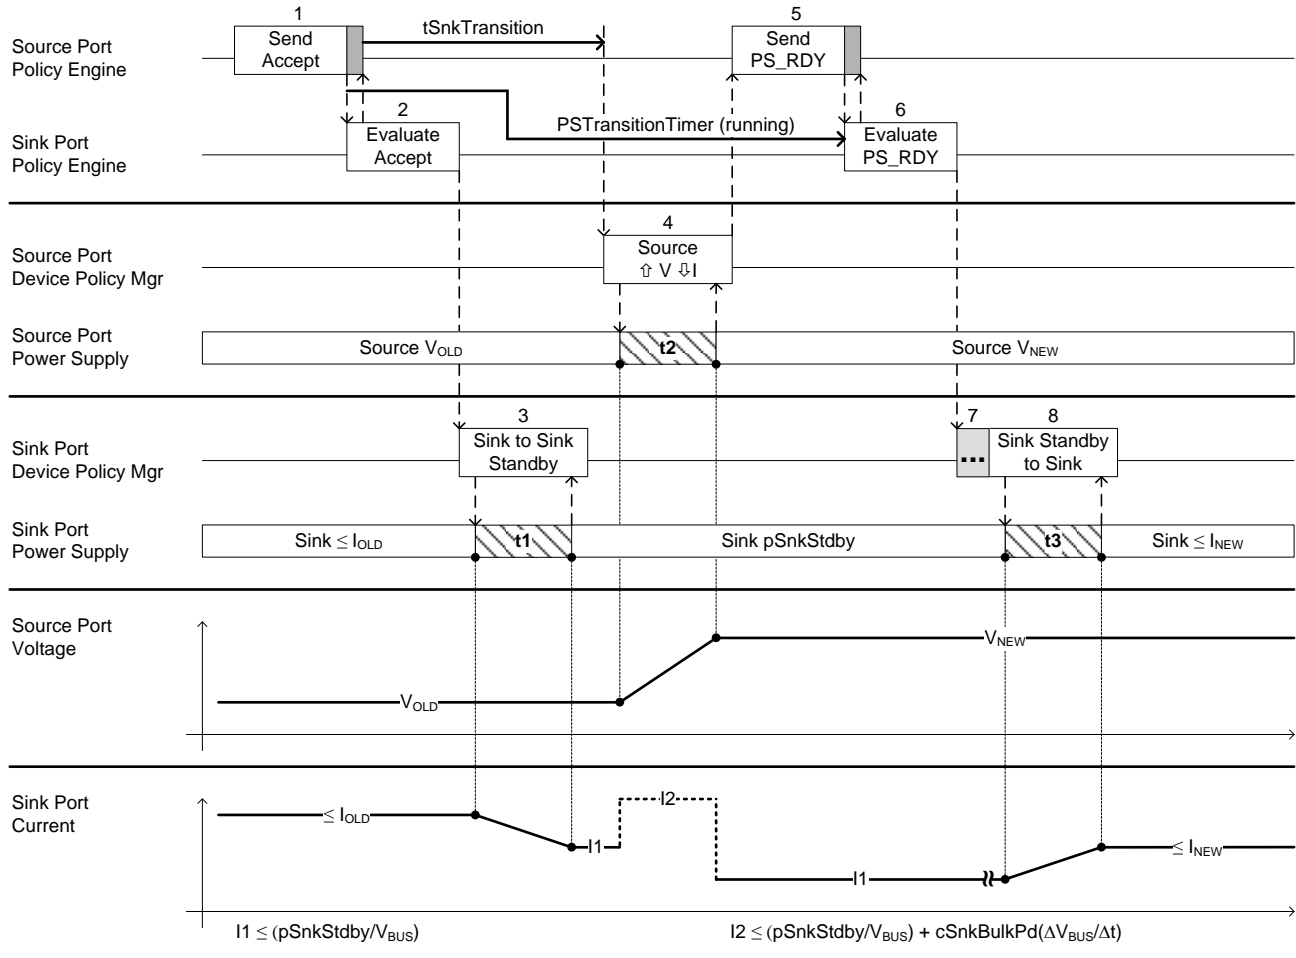 1
5
Source Port
Policy Engine
Send
Accept
tSnkTransition
Send
PS_RDY
2
6
Sink Port
Policy Engine
Evaluate
Accept
PSTransitionTimer (running)
Evaluate
PS_RDY
4
Source Port
Device Policy Mgr
Source
⇧ V ⇩I
Source Port
Power Supply
Source VOLD
t2
Source VNEW
3
7
8
Sink Port
Device Policy Mgr
Sink to Sink
Standby
...
Sink Standby
to Sink
Sink Port
Power Supply
Sink ≤ IOLD
t1
Sink pSnkStdby
t3
Sink ≤ INEW
Source Port
Voltage
VOLD
VNEW
Sink Port
Current
≤ IOLD
I1
I2
I1
≤ INEW
I1 ≤ (pSnkStdby/VBUS)
I2 ≤ (pSnkStdby/VBUS) + cSnkBulkPd(ΔVBUS/Δt)